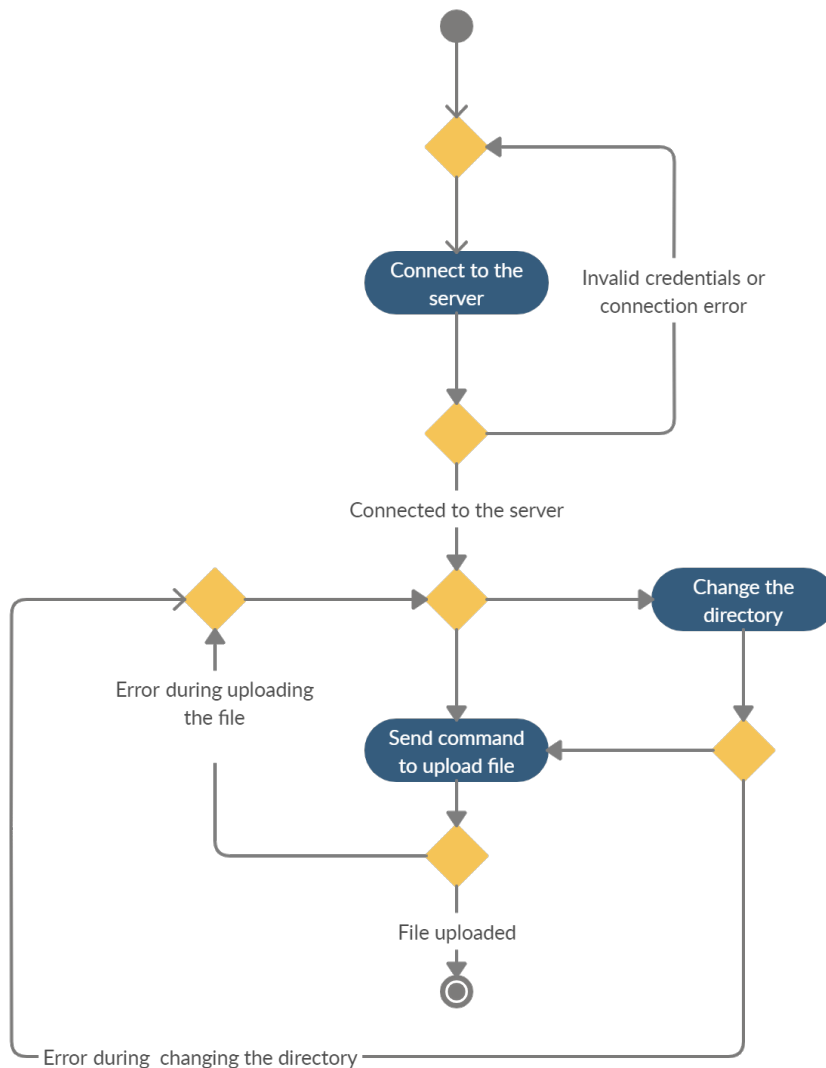 Connect to the
server
Invalid credentials or
connection error
Connected to the server
Change the
directory
Error during uploading
the file
Send command
to upload file
File uploaded
Error during  changing the directory